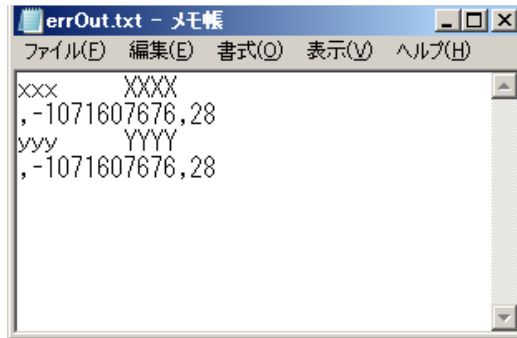 errOut.txt - メモ帳
ファイル(F) 編集(E) 書式(O) 表示(V) ヘルプ(H)
xxx XXXX
,-1071607676,28
yyy YYYY
,-1071607676,28